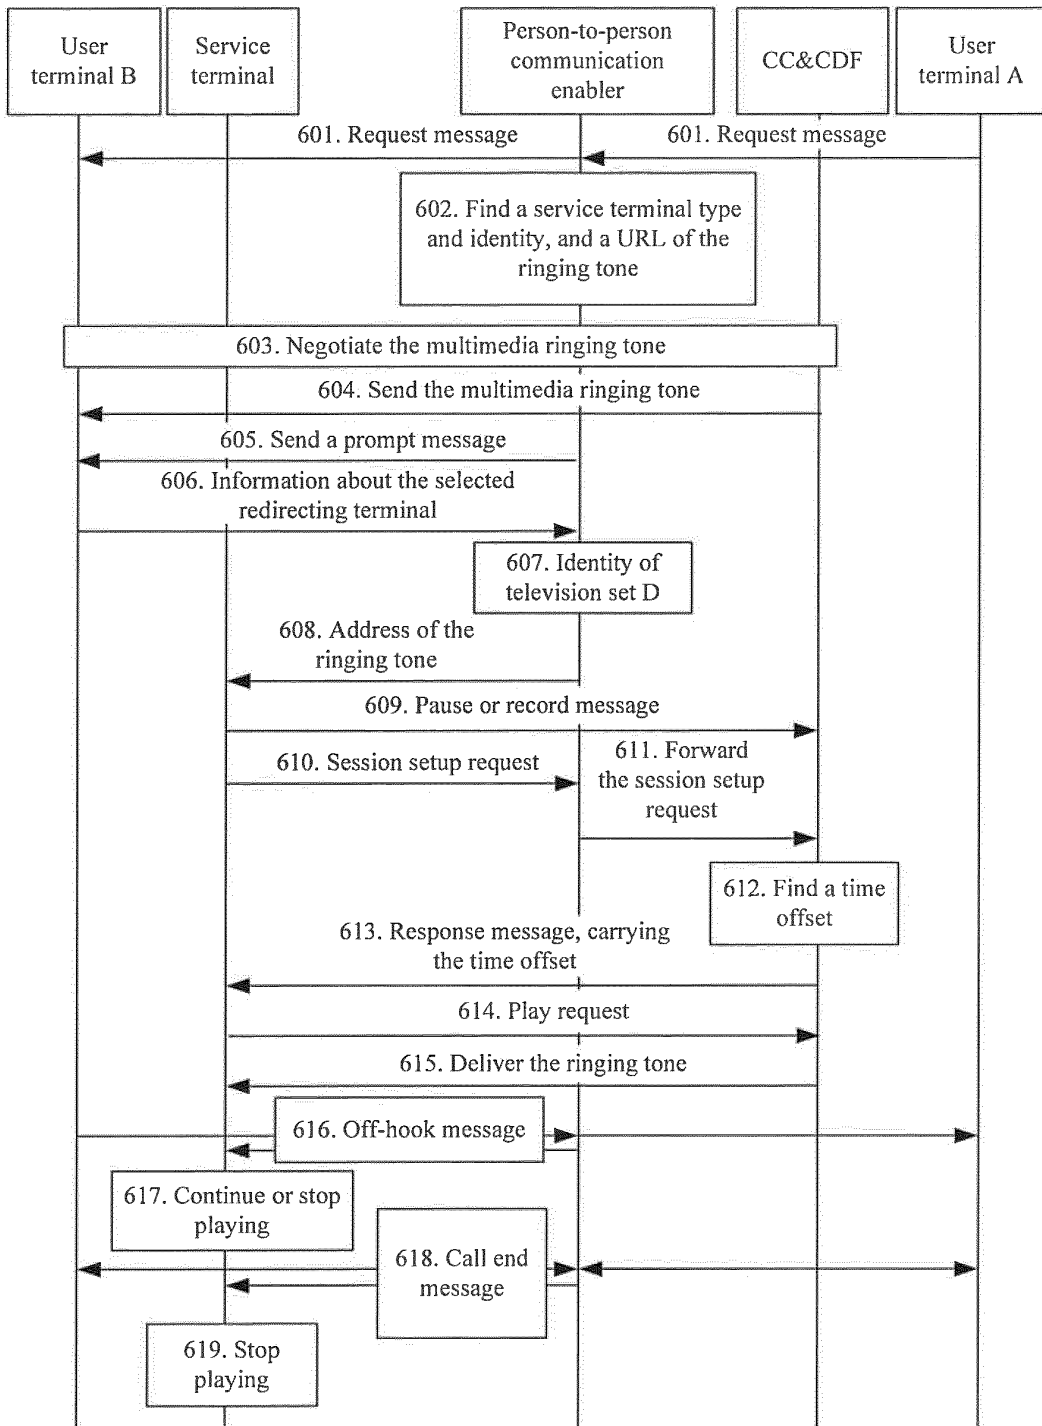 User
terminal B
Service
terminal
Person-to-person
communication
enabler
CC&CDF
User
terminal A
601. Request message
601. Request message
602. Find a service terminal type
and identity, and a URL of the
ringing tone
603. Negotiate the multimedia ringing tone
604. Send the multimedia ringing tone
605. Send a prompt message
606. Information about the selected
redirecting terminal
607. Identity of
television set D
608. Address of the
ringing tone
609. Pause or record message
610. Session setup request
611. Forward
the session setup
request
612. Find a time
offset
613. Response message, carrying
the time offset
614. Play request
615. Deliver the ringing tone
616. Off-hook message
617. Continue or stop
playing
618. Call end
message
619. Stop
playing